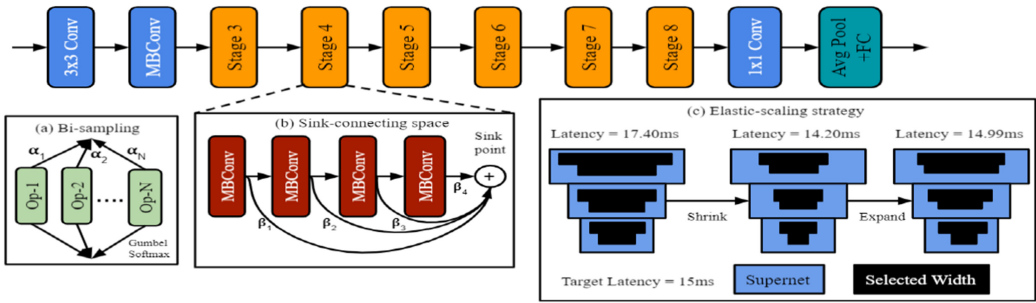 3x3 Conv
MBConv
Stage 3
Stage 4
Stage 5
Stage 6
Stage 7
Stage 8
1x1 Conv
Avg Pool
+FC
(a) Bi-sampling
α1
α2
αN
Op-1
Op-2
Op-N
Gumbel
Softmax
(b) Sink-connecting space
Sink
point
MBConv
MBConv
MBConv
MBConv
+
β1
β2
β3
β4
(c) Elastic-scaling strategy
Latency = 17.40ms
Latency = 14.20ms
Latency = 14.99ms
Shrink
Expand
Target Latency = 15ms
Supernet
Selected Width